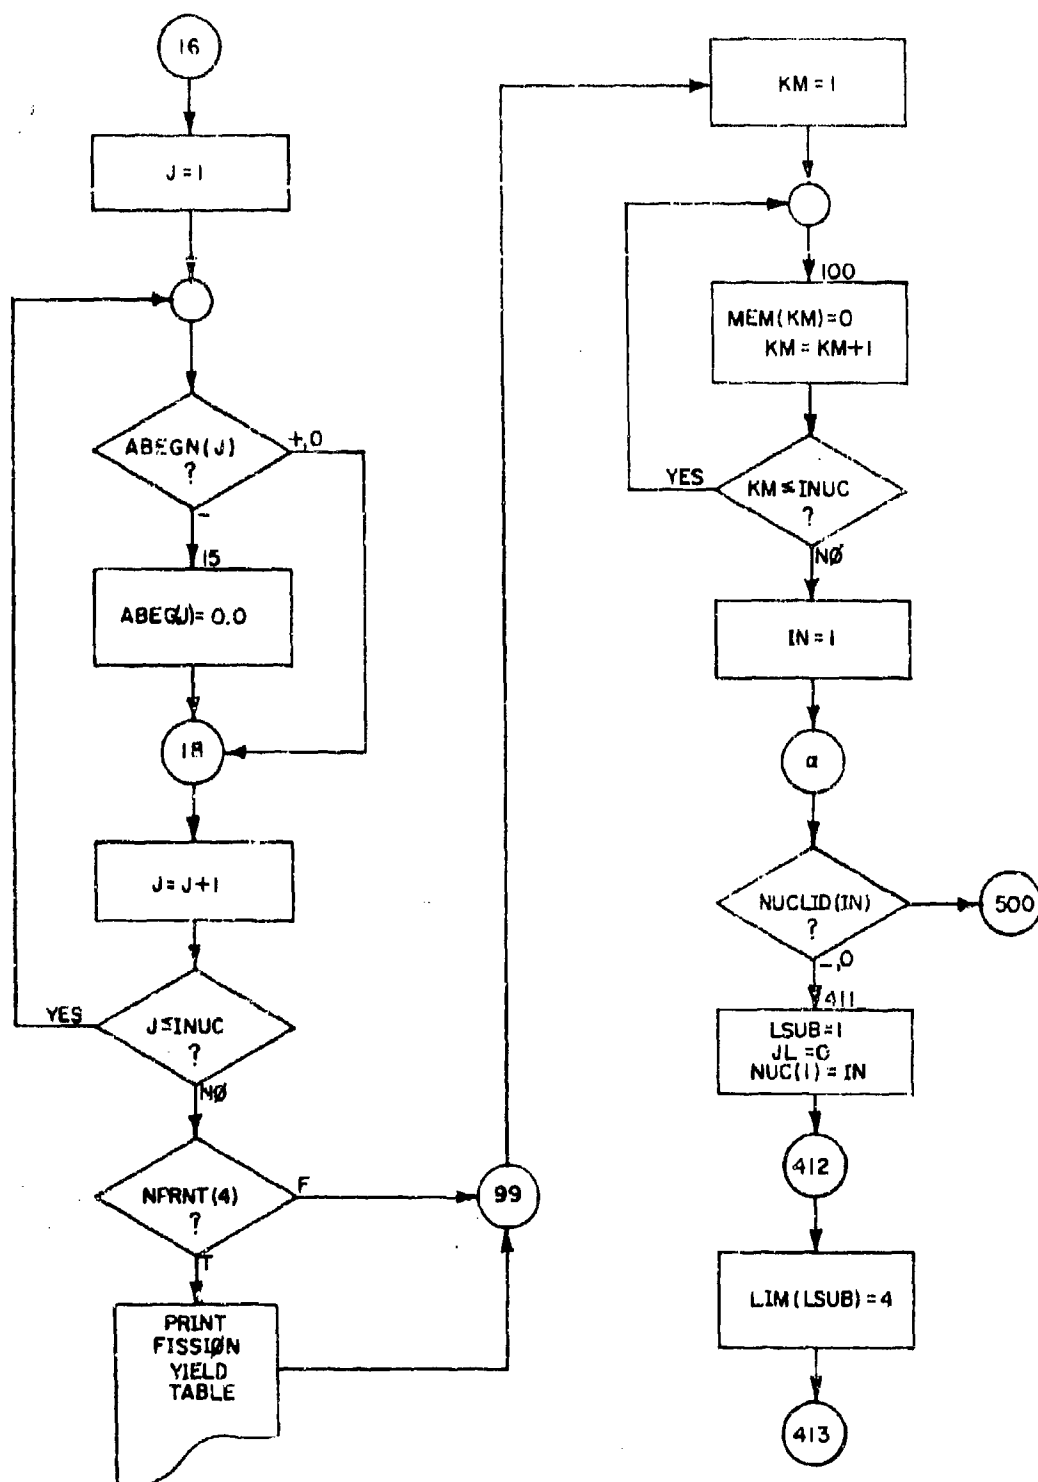 16
J=1
ABEGN(J)
?
+,0
-
15
ABEG(J)=0.0
18
J=J+1
J≤INUC
?
YES
NØ
NPRNT(4)
?
F
T
PRINT
FISSIØN
YIELD
TABLE
99
KM=1
100
MEM(KM)=0
KM=KM+1
KM≤INUC
?
YES
NØ
IN=1
α
NUCLID(IN)
?
500
-,0
411
LSUB=1
JL=0
NUC(1)=IN
412
LIM(LSUB)=4
413